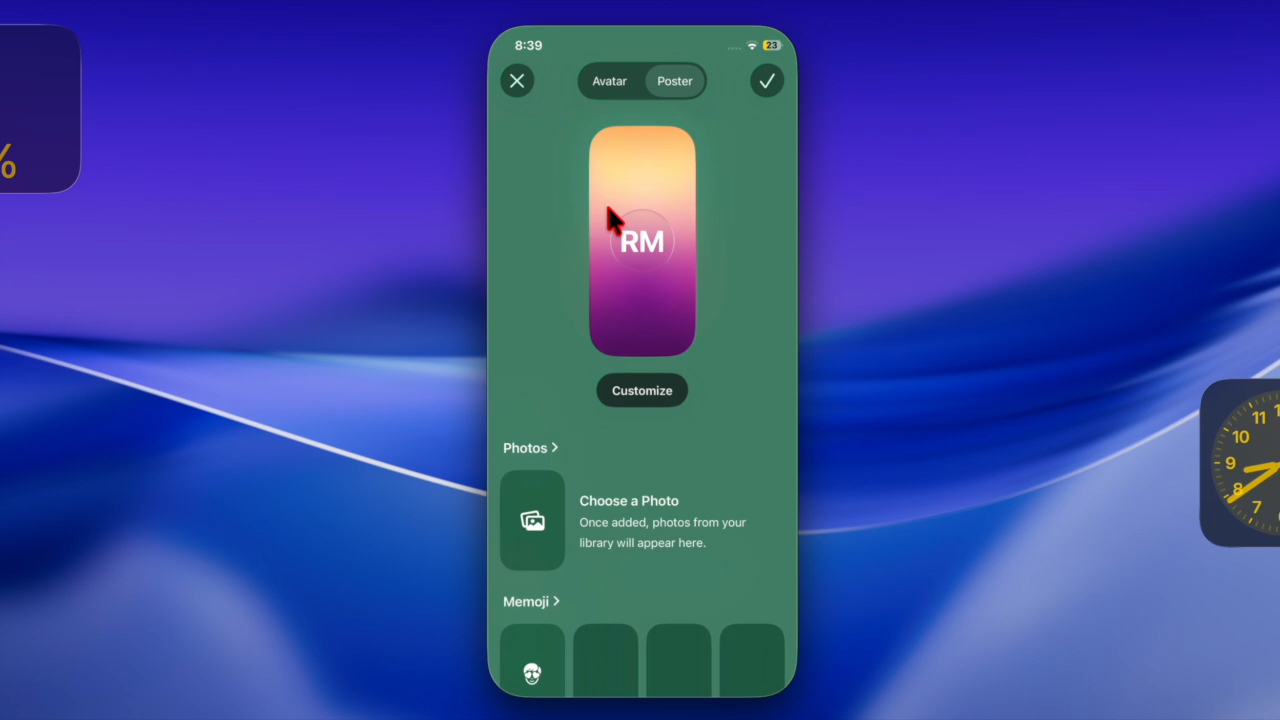 8:39
23
Avatar
Poster
%
RM
Customize
Photos
11
10
9
8
7
Choose a Photo
Once added, photos from your
library will appear here.
Memoji